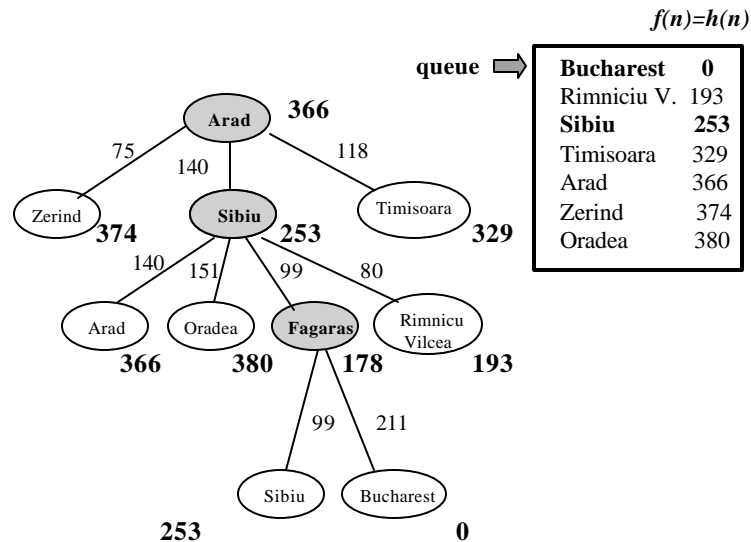 f(n)=h(n)
queue
Bucharest 0
Rimniciu V. 193
Sibiu 253
Timisoara 329
Arad 366
Zerind 374
Oradea 380
Arad 366
75 140 118
Zerind 374
Sibiu 253
Timisoara 329
140 151 99 80
Arad 366
Oradea 380
Fagaras 178
Rimnicu
Vilcea 193
99 211
Sibiu 253
Bucharest 0